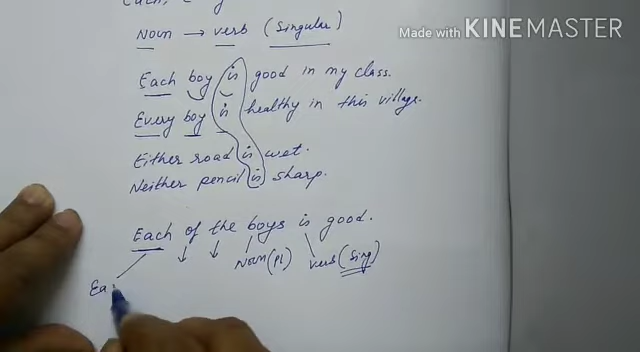 Made with KINEMASTER
Noun → verb (Singular)
Each boy is good in my class.
Every boy is healthy in this village.
Either road is wet.
Neither pencil is sharp.
Each of the boys is good.
Noun (Pl) verb (Sing)
Ea